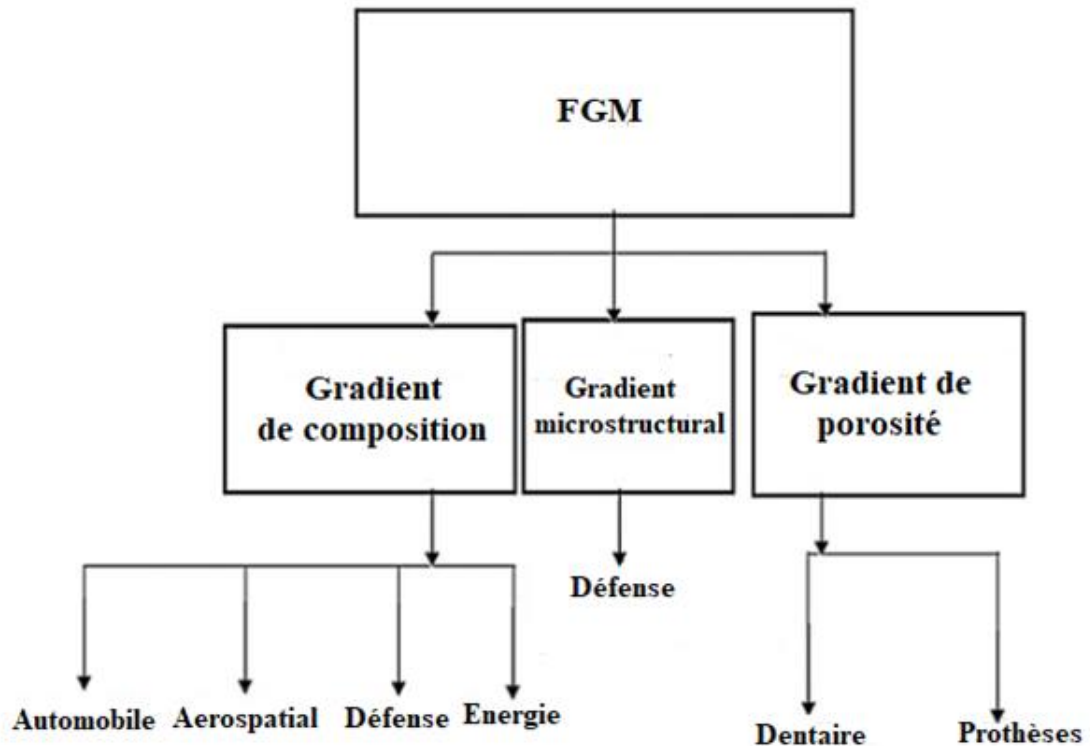 FGM
Gradient
de composition
Gradient
microstructural
Gradient de
porosité
Défense
Automobile
Aerospatial
Défense
Energie
Dentaire
Prothèses